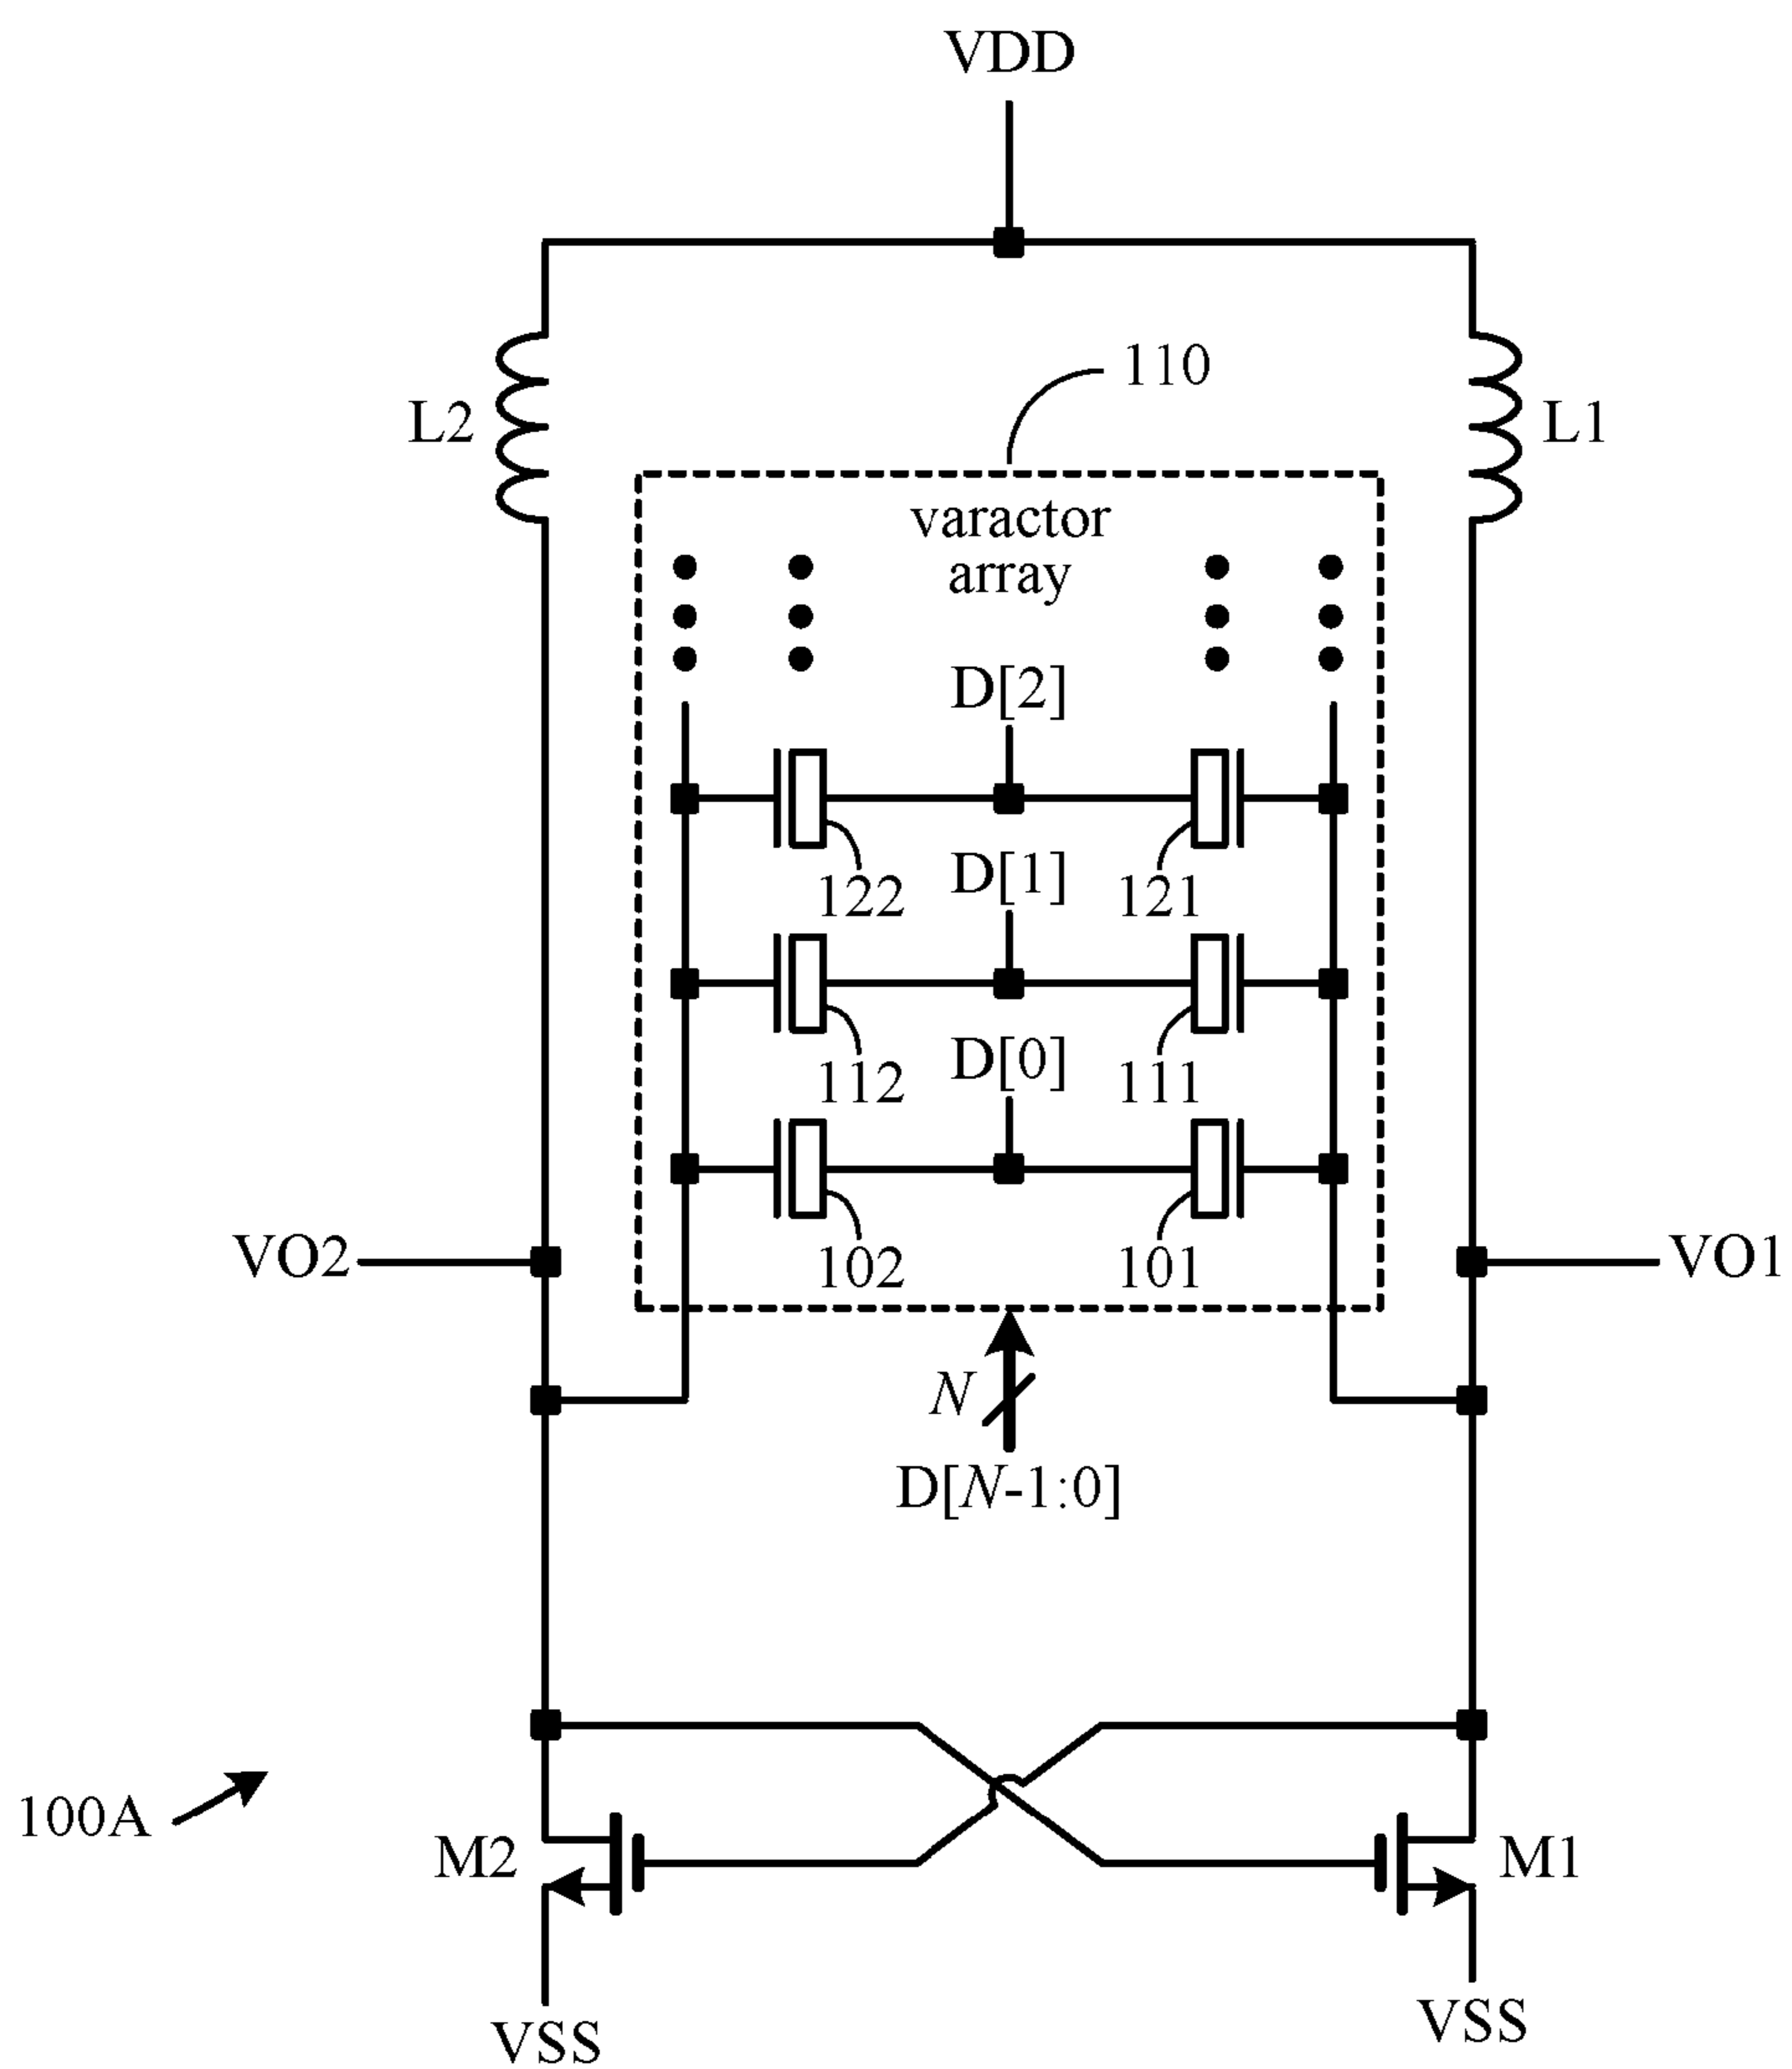 VDD
110
L2
L1
varactor
array
D[2]
122
D[1]
121
112
D[0]
111
VO2
102
101
VO1
N
D[N-1:0]
100A
M2
M1
VSS
VSS